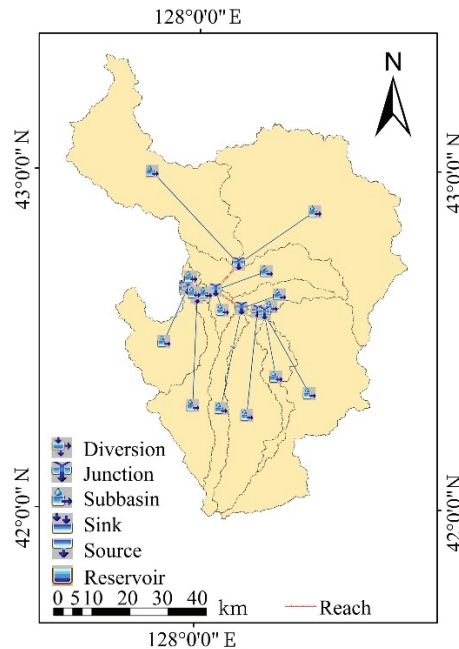 128°0'0" E
N
43°0'0" N
43°0'0" N
42°0'0" N
42°0'0" N
Diversion
Junction
Subbasin
Sink
Source
Reservoir
0 5 10 20 30 40
km
Reach
128°0'0" E